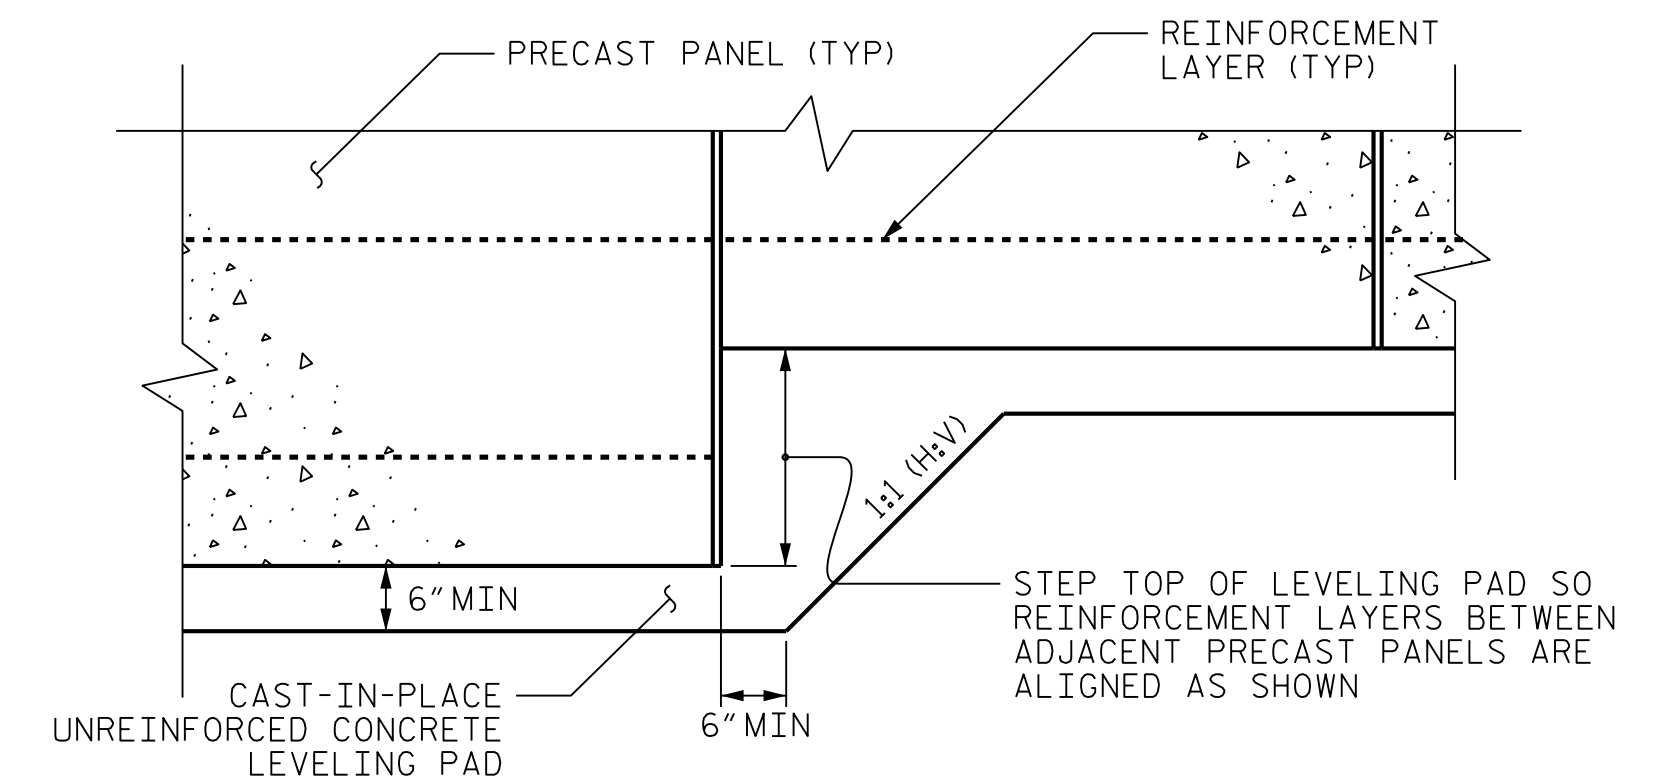 PRECAST PANEL (TYP)
REINFORCEMENT
LAYER (TYP)
1:1 (H:V)
6" MIN
STEP TOP OF LEVELING PAD SO
REINFORCEMENT LAYERS BETWEEN
ADJACENT PRECAST PANELS ARE
ALIGNED AS SHOWN
CAST-IN-PLACE
UNREINFORCED CONCRETE
LEVELING PAD
6" MIN